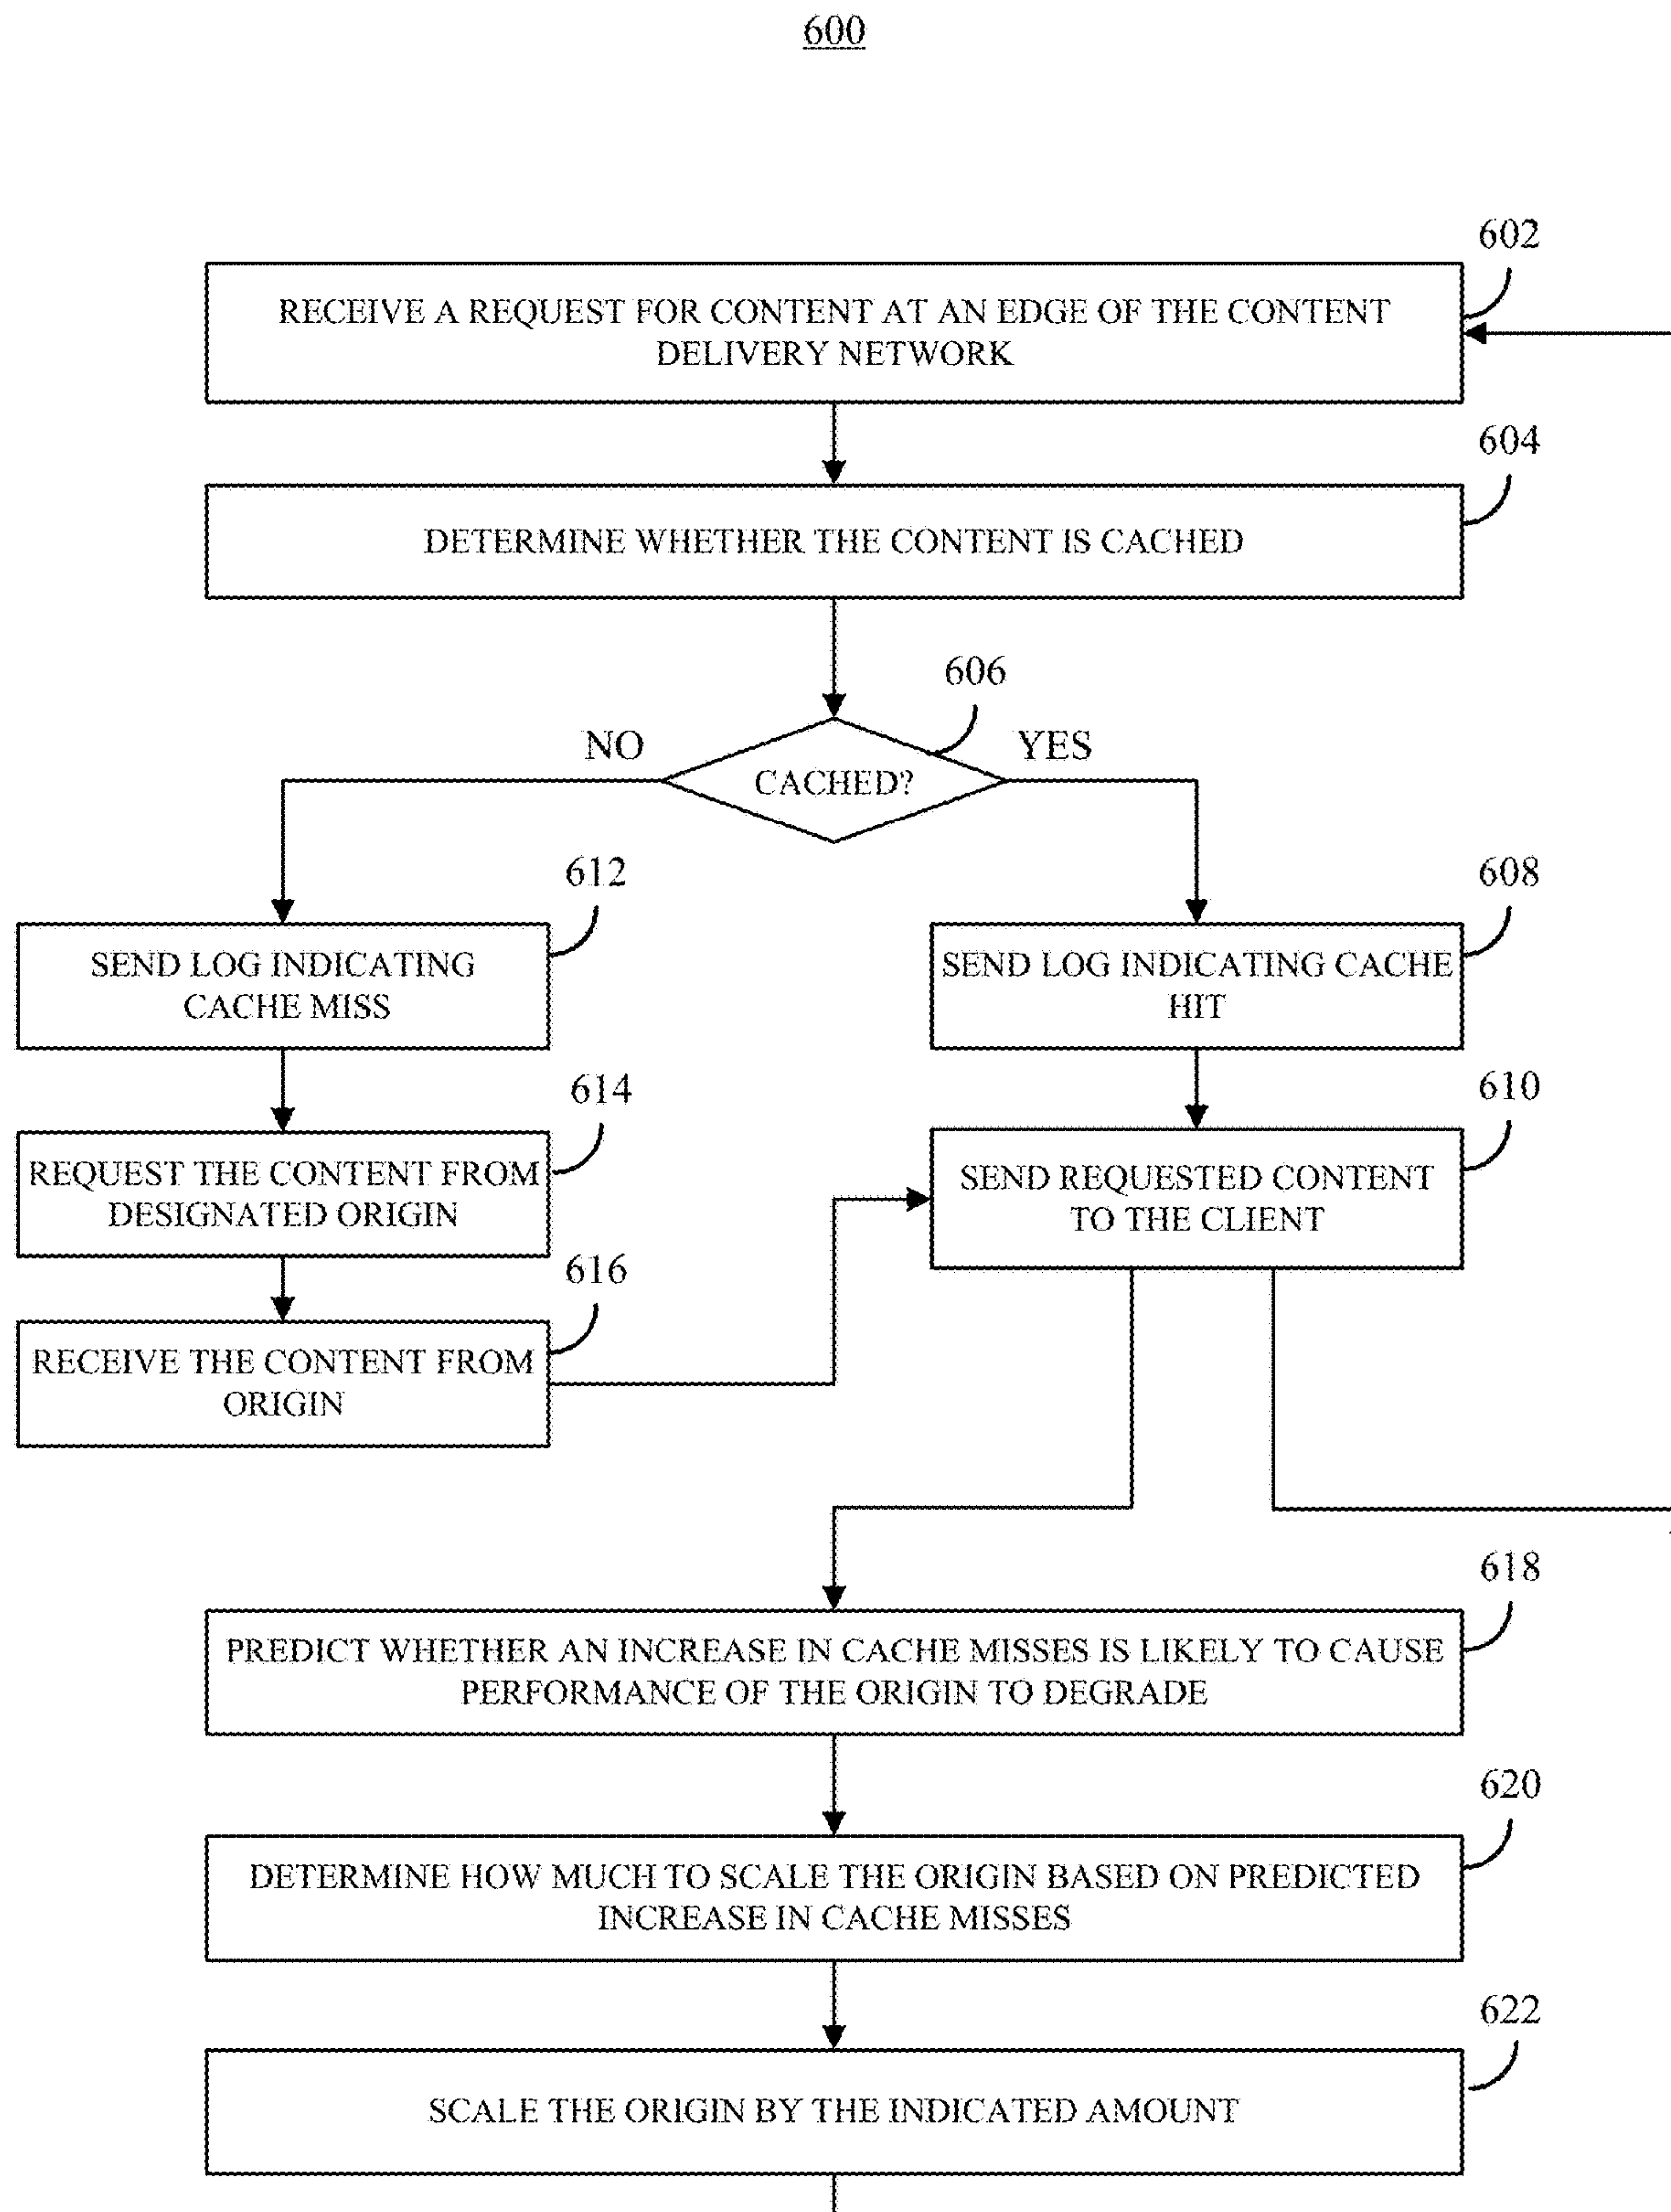 600
602
RECEIVE A REQUEST FOR CONTENT AT AN EDGE OF THE CONTENT
DELIVERY NETWORK
604
DETERMINE WHETHER THE CONTENT IS CACHED
606
NO
YES
CACHED?
612
608
SEND LOG INDICATING
CACHE MISS
SEND LOG INDICATING CACHE
HIT
614
610
REQUEST THE CONTENT FROM
DESIGNATED ORIGIN
SEND REQUESTED CONTENT
TO THE CLIENT
616
RECEIVE THE CONTENT FROM
ORIGIN
618
PREDICT WHETHER AN INCREASE IN CACHE MISSES IS LIKELY TO CAUSE
PERFORMANCE OF THE ORIGIN TO DEGRADE
620
DETERMINE HOW MUCH TO SCALE THE ORIGIN BASED ON PREDICTED
INCREASE IN CACHE MISSES
622
SCALE THE ORIGIN BY THE INDICATED AMOUNT